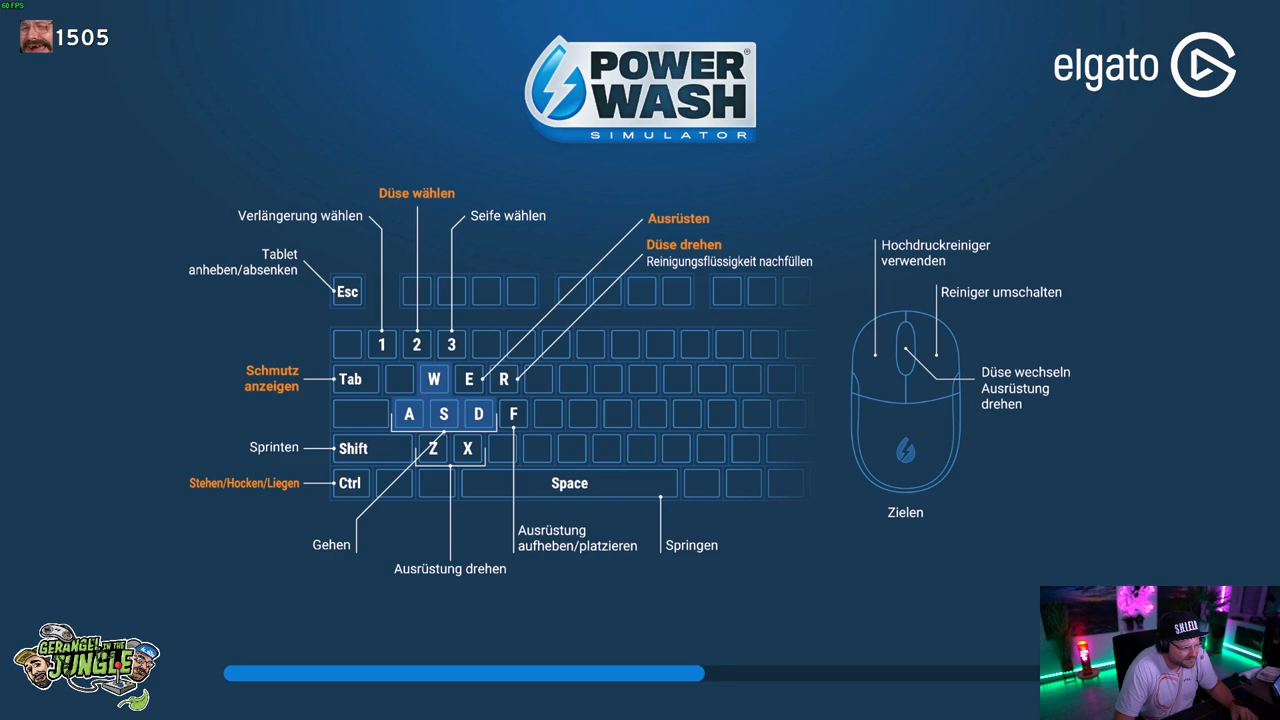 60 FPS
1505
POWER
WASH
SIMULATOR
elgato
Düse wählen
Verlängerung wählen
Seife wählen
Ausrüsten
Düse drehen
Reinigungsflüssigkeit nachfüllen
Tablet
anheben/absenken
Hochdruckreiniger
verwenden
Reiniger umschalten
Esc
1 2 3
Schmutz
anzeigen
Tab
W E R
Düse wechseln
Ausrüstung
drehen
A S D F
Sprinten
Shift
Z X
Stehen/Hocken/Liegen
Ctrl
Space
Zielen
Gehen
Ausrüstung
aufheben/platzieren
Springen
Ausrüstung drehen
GERANGEL IN THE
JUNGLE
S.H.I.E.L.D